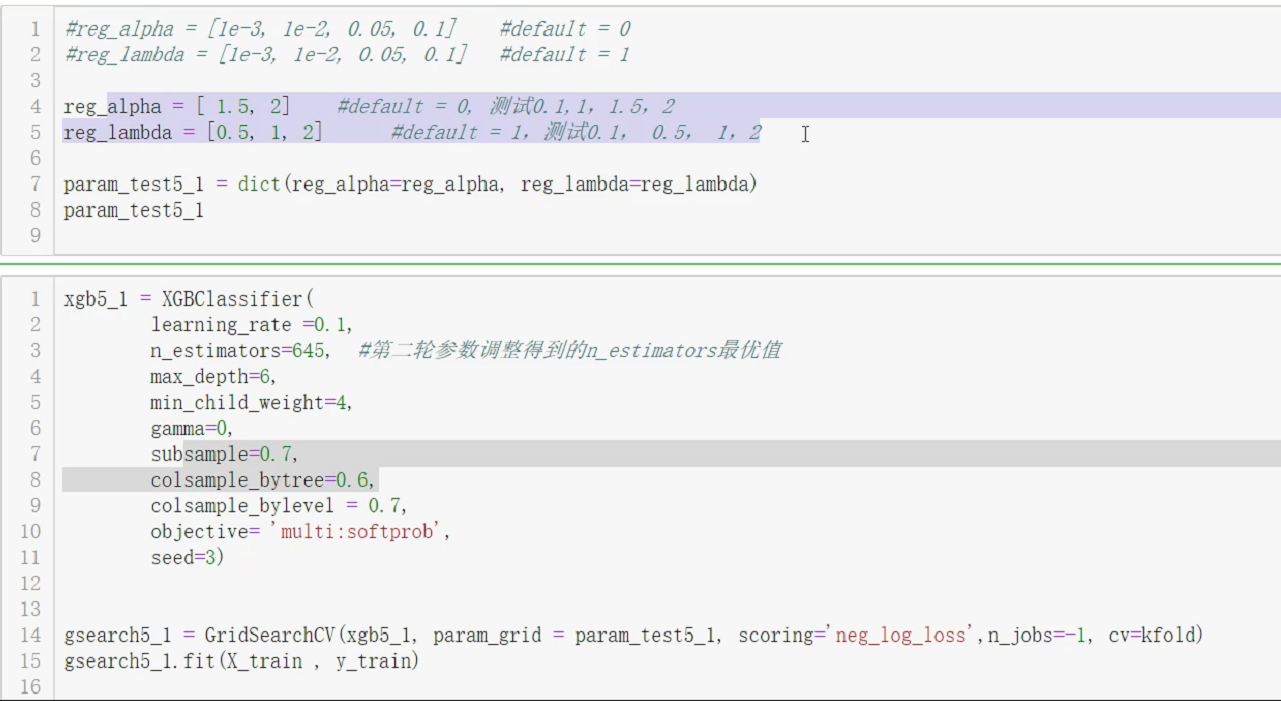 1 #reg_alpha = [1e-3, 1e-2, 0.05, 0.1] #default = 0
2 #reg_lambda = [1e-3, 1e-2, 0.05, 0.1] #default = 1
3
4 reg_alpha = [ 1.5, 2] #default = 0, 测试0.1,1, 1.5, 2
5 reg_lambda = [0.5, 1, 2] #default = 1, 测试0.1, 0.5, 1, 2
6
7 param_test5_1 = dict(reg_alpha=reg_alpha, reg_lambda=reg_lambda)
8 param_test5_1
9
1 xgb5_1 = XGBClassifier(
2 learning_rate =0.1,
3 n_estimators=645, #第二轮参数调整得到的n_estimators最优值
4 max_depth=6,
5 min_child_weight=4,
6 gamma=0,
7 subsample=0.7,
8 colsample_bytree=0.6,
9 colsample_bylevel = 0.7,
10 objective= 'multi:softprob',
11 seed=3)
12
13
14 gsearch5_1 = GridSearchCV(xgb5_1, param_grid = param_test5_1, scoring='neg_log_loss',n_jobs=-1, cv=kfold)
15 gsearch5_1.fit(X_train , y_train)
16